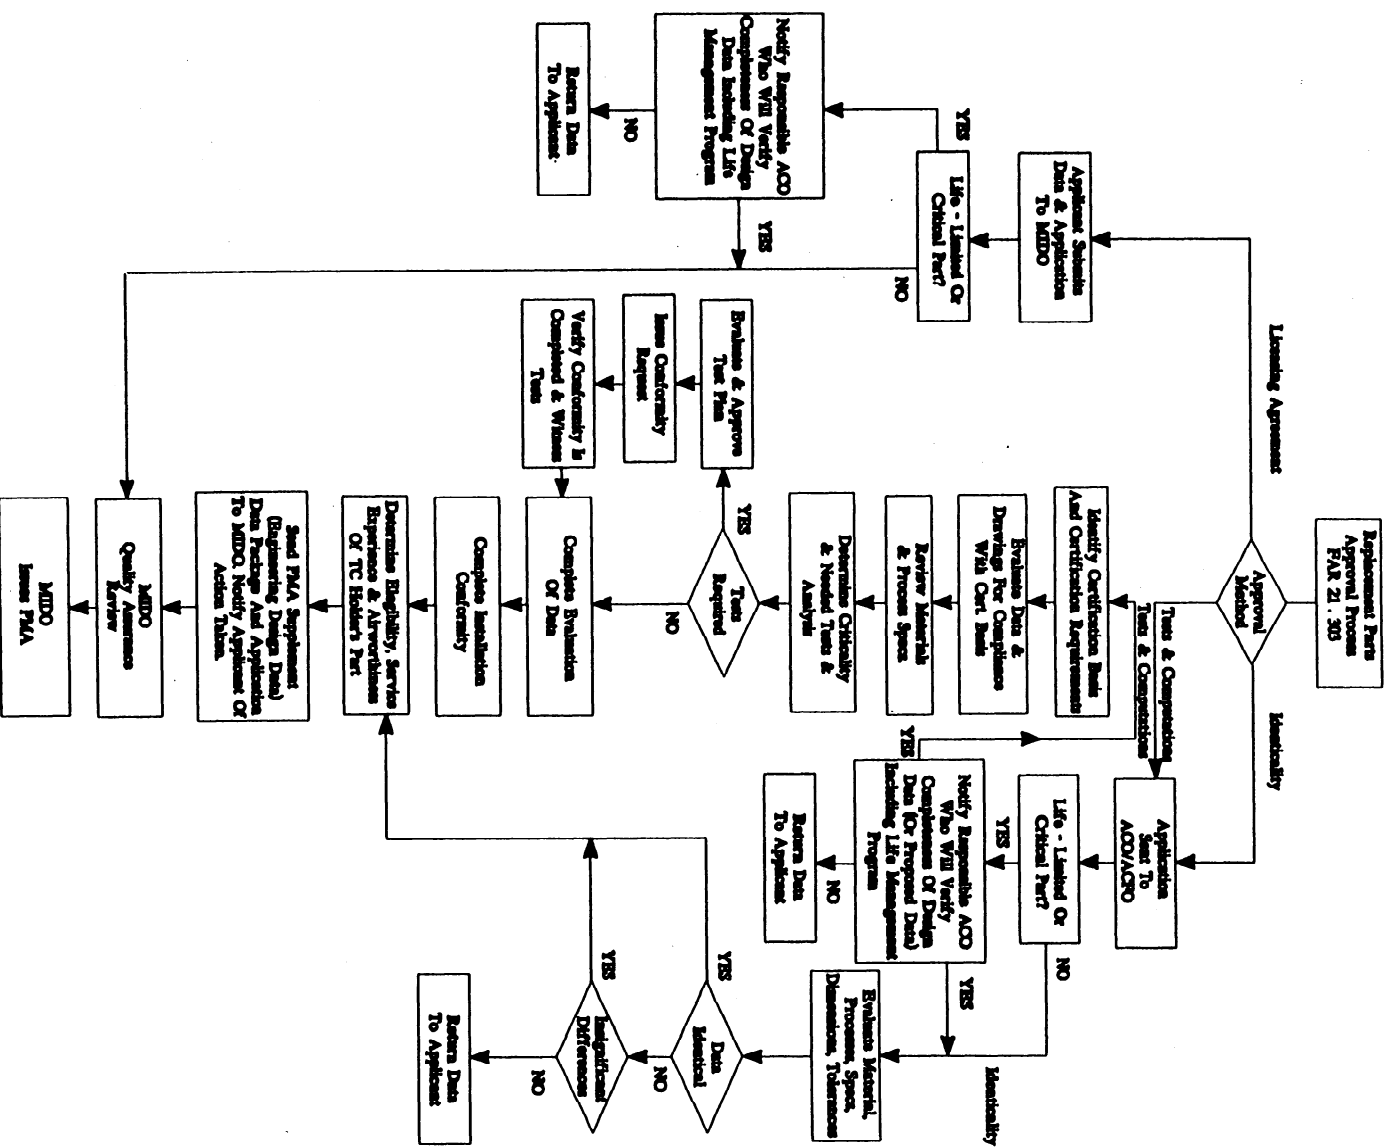 Replacement Parts
Approval Process
FAR 21 . 303
Approval
Method
Licensing Agreement
Tests & Computations
Tests & Computations
Identicality
Applicant Submits
Data & Application
To MIDO
Life - Limited Or
Critical Part?
YES
NO
Notify Responsible ACO
Who Will Verify
Completeness Of Design
Data Including Life
Management Program
YES
NO
Return Data
To Applicant
Identify Certification Basis
And Certification Requirements
Evaluate Data &
Drawings For Compliance
With Cert. Basis
Review Materials
& Process Specs.
Determine Criticality
& Needed Tests &
Analysis
Tests
Required
YES
NO
Evaluate & Approve
Test Plan
Issue Conformity
Request
Verify Conformity Is
Completed & Witness
Tests
Complete Evaluation
Of Data
Complete Installation
Conformity
Determine Eligibility, Service
Experience & Airworthiness
Of TC Holder's Part
Send PMA Supplement
(Engineering Design Data)
Data Package And Application
To MIDO. Notify Applicant Of
Action Taken.
MIDO
Quality Assurance
Review
MIDO
Issues PMA
Application
Sent To
ACO/ACFO
Life - Limited Or
Critical Part?
YES
NO
Notify Responsible ACO
Who Will Verify
Completeness Of Design
Data (Or Proposed Data)
Including Life Management
Program
YES
YES
NO
Return Data
To Applicant
Identicality
Evaluate Material,
Processes, Specs,
Dimensions, Tolerances
Data
Identical
YES
NO
Insignificant
Differences
YES
NO
Return Data
To Applicant